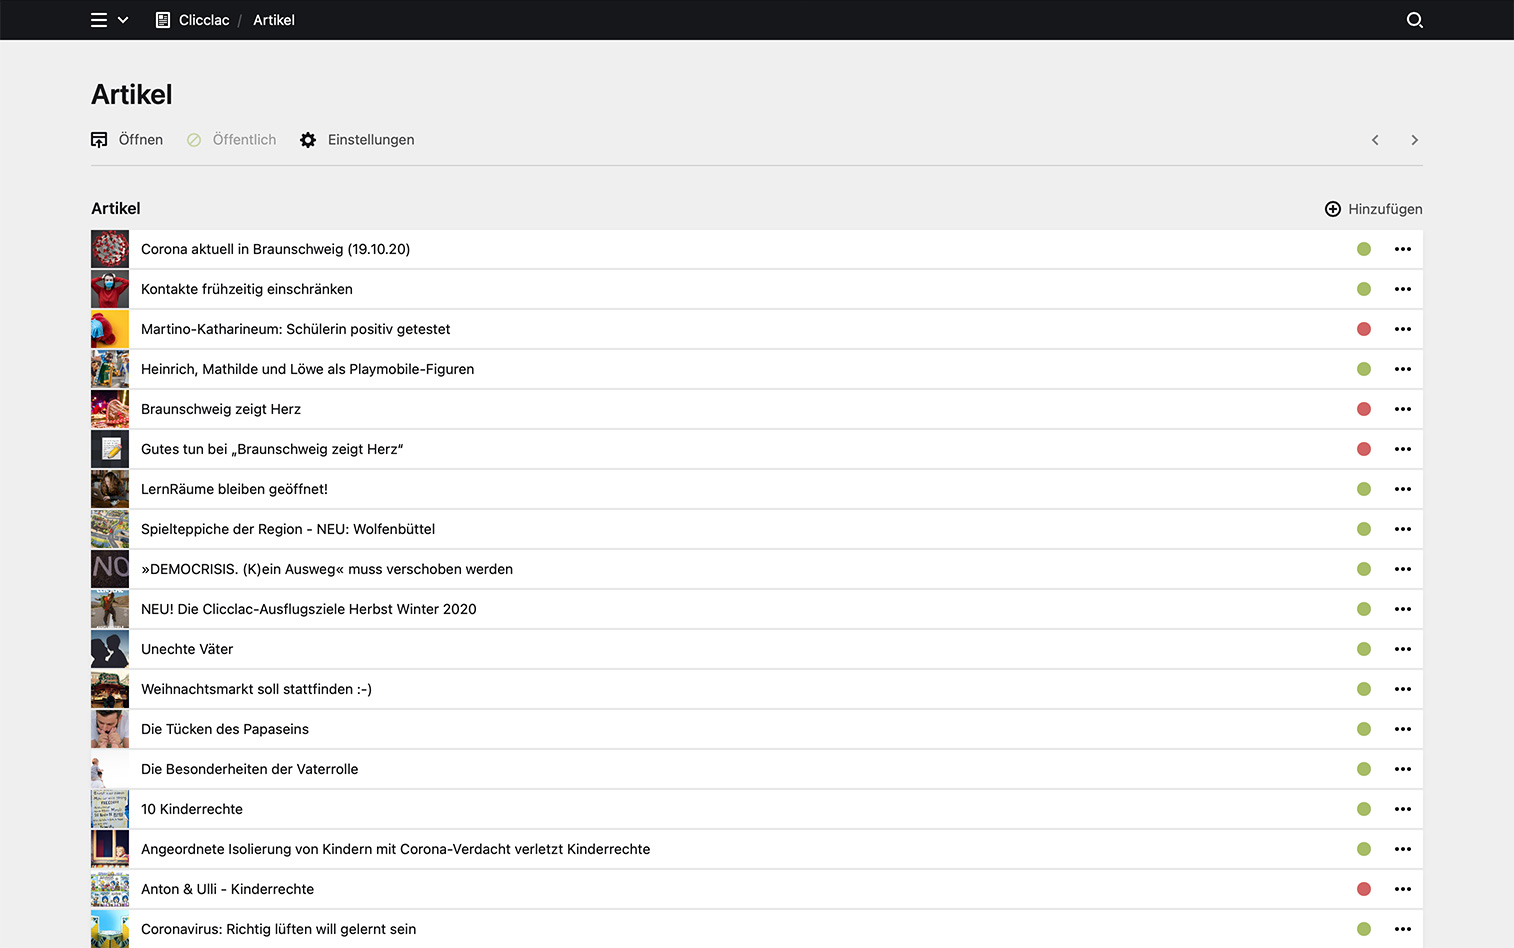 Clicclac / Artikel
Artikel
Öffnen Öffentlich Einstellungen
Artikel Hinzufügen
Corona aktuell in Braunschweig (19.10.20)
Kontakte frühzeitig einschränken
Martino-Katharineum: Schülerin positiv getestet
Heinrich, Mathilde und Löwe als Playmobile-Figuren
Braunschweig zeigt Herz
Gutes tun bei „Braunschweig zeigt Herz“
LernRäume bleiben geöffnet!
Spielteppiche der Region - NEU: Wolfenbüttel
NO
»DEMOCRISIS. (K)ein Ausweg« muss verschoben werden
NEU! Die Clicclac-Ausflugsziele Herbst Winter 2020
Unechte Väter
Weihnachtsmarkt soll stattfinden :-)
Die Tücken des Papaseins
Die Besonderheiten der Vaterrolle
10 Kinderrechte
Angeordnete Isolierung von Kindern mit Corona-Verdacht verletzt Kinderrechte
Anton & Ulli - Kinderrechte
Coronavirus: Richtig lüften will gelernt sein